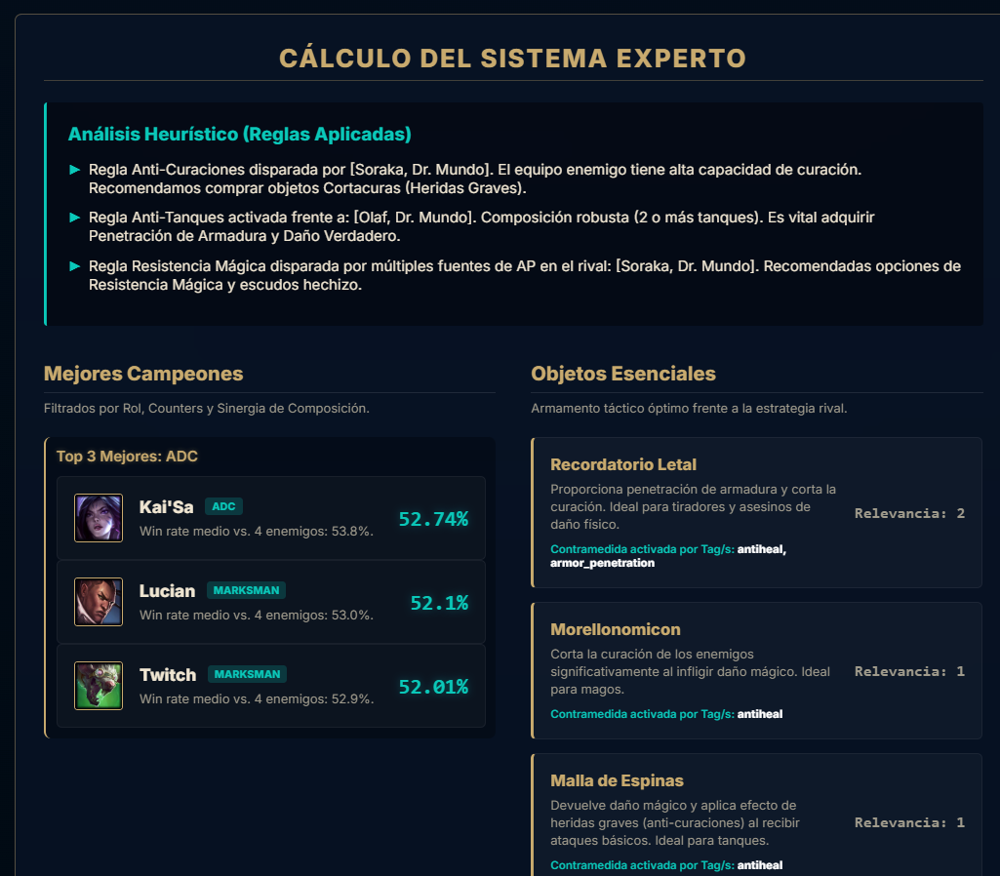 CÁLCULO DEL SISTEMA EXPERTO
Análisis Heurístico (Reglas Aplicadas)
► Regla Anti-Curaciones disparada por [Soraka, Dr. Mundo]. El equipo enemigo tiene alta capacidad de curación.
Recomendamos comprar objetos Cortacuras (Heridas Graves).
► Regla Anti-Tanques activada frente a: [Olaf, Dr. Mundo]. Composición robusta (2 o más tanques). Es vital adquirir
Penetración de Armadura y Daño Verdadero.
► Regla Resistencia Mágica disparada por múltiples fuentes de AP en el rival: [Soraka, Dr. Mundo]. Recomendadas opciones de
Resistencia Mágica y escudos hechizo.
Mejores Campeones
Filtrados por Rol, Counters y Sinergia de Composición.
Top 3 Mejores: ADC
Kai'Sa ADC
Win rate medio vs. 4 enemigos: 53.8%.
52.74%
Lucian MARKSMAN
Win rate medio vs. 4 enemigos: 53.0%.
52.1%
Twitch MARKSMAN
Win rate medio vs. 4 enemigos: 52.9%.
52.01%
Objetos Esenciales
Armamento táctico óptimo frente a la estrategia rival.
Recordatorio Letal
Proporciona penetración de armadura y corta la
curación. Ideal para tiradores y asesinos de
daño físico.
Contramedida activada por Tag/s: antiheal,
armor_penetration
Relevancia: 2
Morellonomicon
Corta la curación de los enemigos
significativamente al infligir daño mágico. Ideal
para magos.
Contramedida activada por Tag/s: antiheal
Relevancia: 1
Malla de Espinas
Devuelve daño mágico y aplica efecto de
heridas graves (anti-curaciones) al recibir
ataques básicos. Ideal para tanques.
Contramedida activada por Tag/s: antiheal
Relevancia: 1